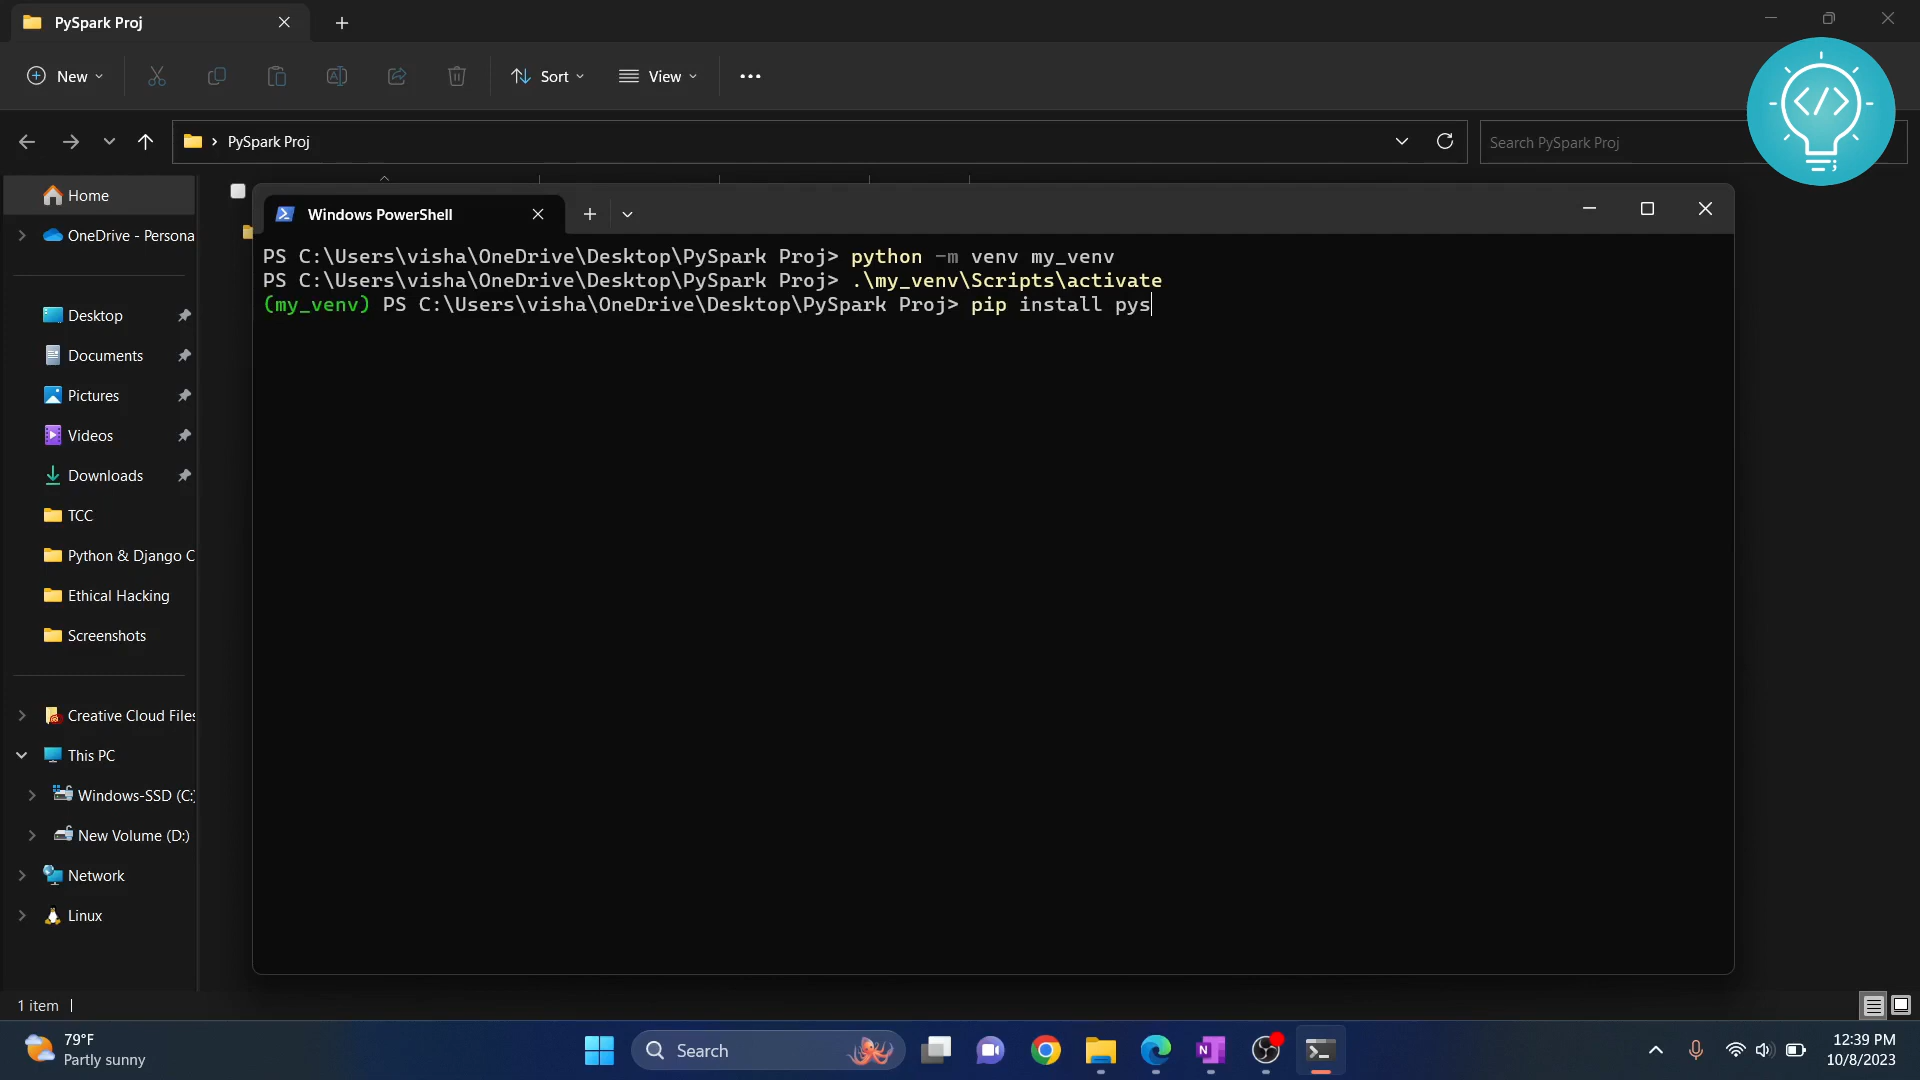 PySpark Proj
New
Sort
View
PySpark Proj
Search PySpark Proj
</>
;
Home
OneDrive - Persona
Desktop
Documents
Pictures
Videos
Downloads
TCC
Python & Django C
Ethical Hacking
Screenshots
Creative Cloud Files
This PC
Windows-SSD (C:)
New Volume (D:)
Network
Linux
Windows PowerShell
PS C:\Users\visha\OneDrive\Desktop\PySpark Proj> python -m venv my_venv
PS C:\Users\visha\OneDrive\Desktop\PySpark Proj> .\my_venv\Scripts\activate
(my_venv) PS C:\Users\visha\OneDrive\Desktop\PySpark Proj> pip install pys
1 item
79°F
Partly sunny
Search
N
12:39 PM
10/8/2023